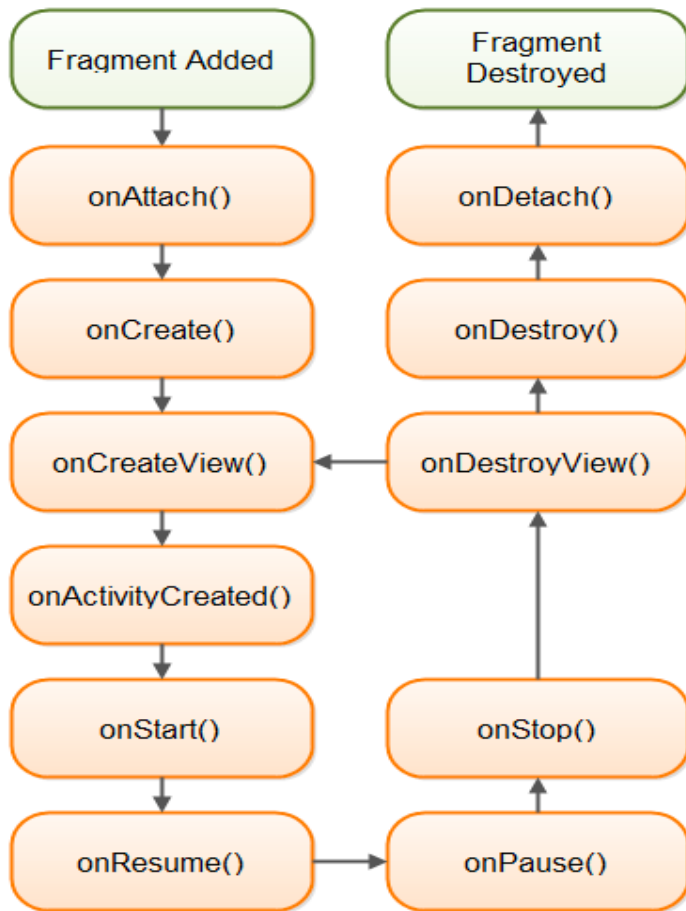 Fragment Added
onAttach()
onCreate()
onCreateView()
onActivityCreated()
onStart()
onResume()
Fragment
Destroyed
onDetach()
onDestroy()
onDestroyView()
onStop()
onPause()